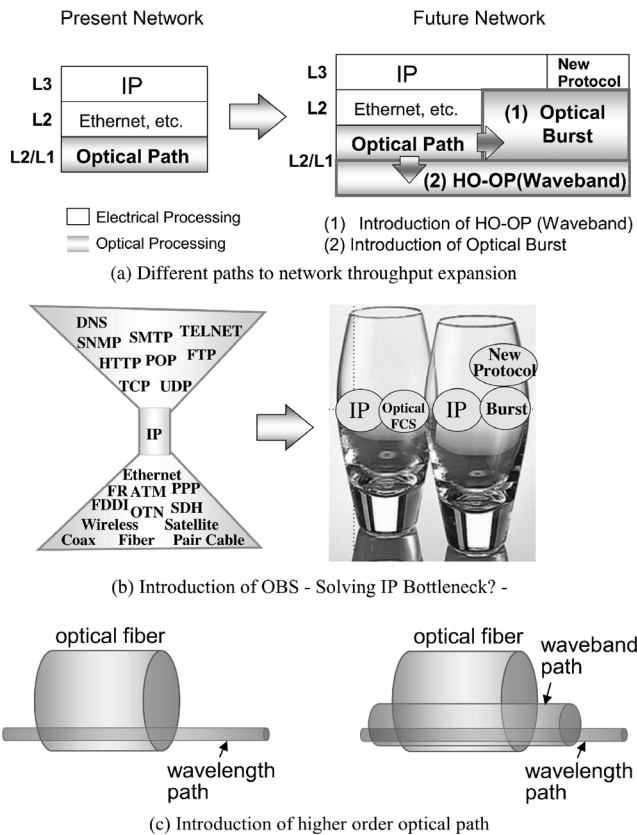 Present Network
Future Network
L3
IP
L2
Ethernet, etc.
L2/L1
Optical Path
L3
IP
New
Protocol
L2
Ethernet, etc.
(1) Optical
Burst
L2/L1
Optical Path
(2) HO-OP(Waveband)
Electrical Processing
Optical Processing
(1) Introduction of HO-OP (Waveband)
(2) Introduction of Optical Burst
(a) Different paths to network throughput expansion
DNS
SNMP SMTP TELNET
HTTP POP FTP
TCP UDP
IP
Ethernet
FR ATM PPP
FDDI OTN SDH
Wireless Satellite
Coax Fiber Pair Cable
IP
Optical
FCS
New
Protocol
IP
Burst
(b) Introduction of OBS - Solving IP Bottleneck? -
optical fiber
wavelength
path
optical fiber
waveband
path
wavelength
path
(c) Introduction of higher order optical path